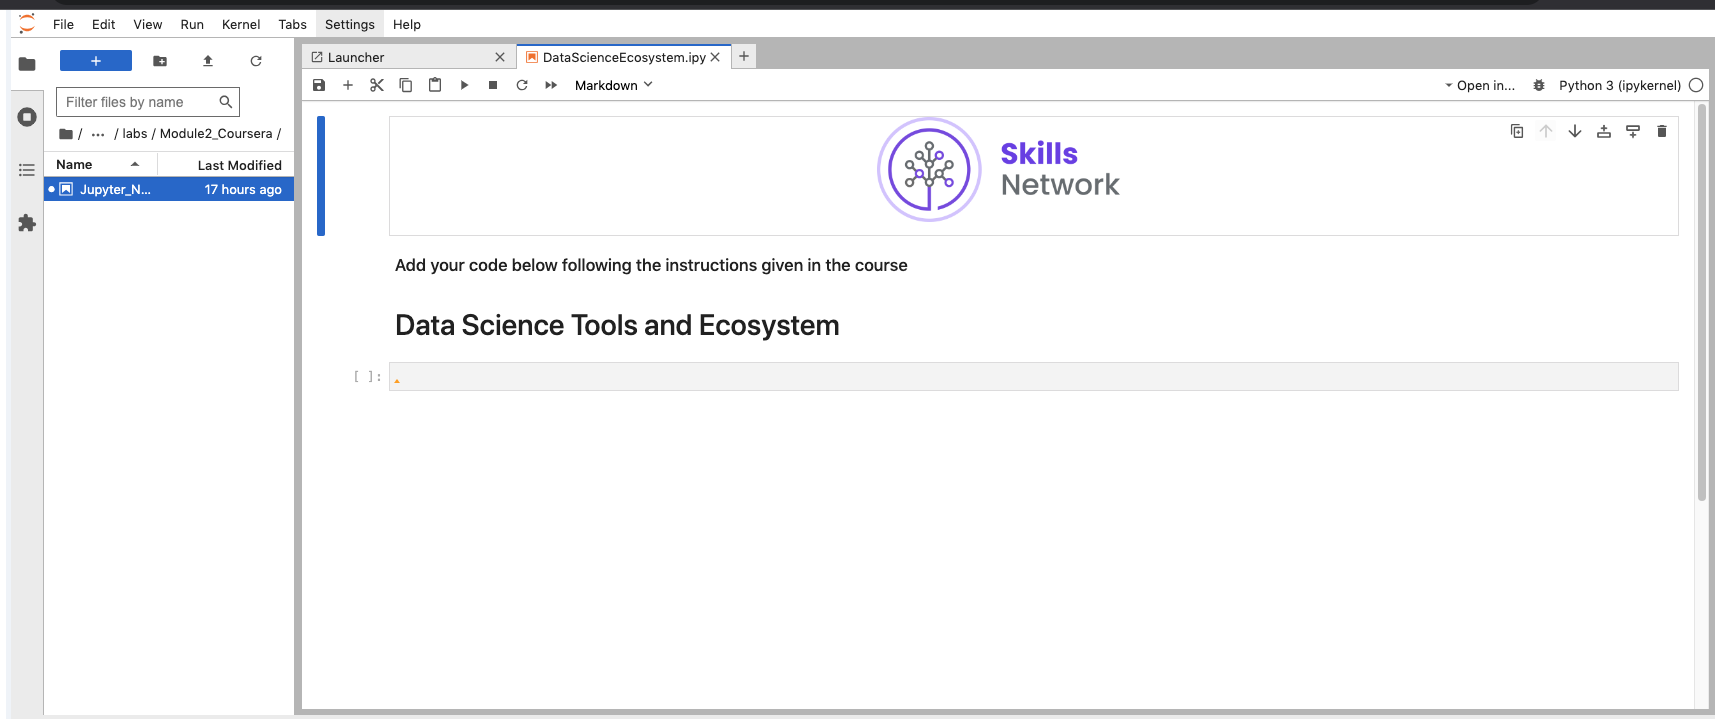 File Edit View Run Kernel Tabs Settings Help
Filter files by name
/ ... / labs / Module2_Coursera /
Name Last Modified
Jupyter_N... 17 hours ago
Launcher
DataScienceEcosystem.ipy
Markdown
Open in...
Python 3 (ipykernel)
Skills
Network
Add your code below following the instructions given in the course
Data Science Tools and Ecosystem
[ ]: